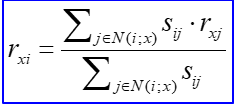 r_{xi} = \frac{\sum_{j \in N(i;x)} s_{ij} \cdot r_{xj}}{\sum_{j \in N(i;x)} s_{ij}}